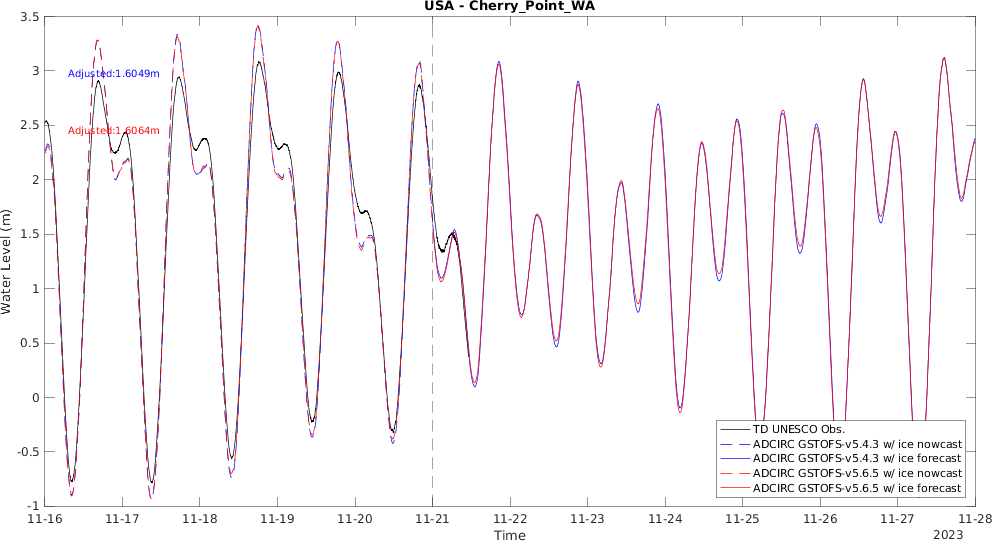 USA - Cherry_Point_WA
3.5
3
2.5
2
1.5
1
0.5
0
-0.5
-1
Water Level (m)
Adjusted:1.6049m
Adjusted:1.6064m
TD UNESCO Obs.
ADCIRC GSTOFS-v5.4.3 w/ ice nowcast
ADCIRC GSTOFS-v5.4.3 w/ ice forecast
ADCIRC GSTOFS-v5.6.5 w/ ice nowcast
ADCIRC GSTOFS-v5.6.5 w/ ice forecast
11-16 11-17 11-18 11-19 11-20 11-21 11-22 11-23 11-24 11-25 11-26 11-27 11-28
Time
2023